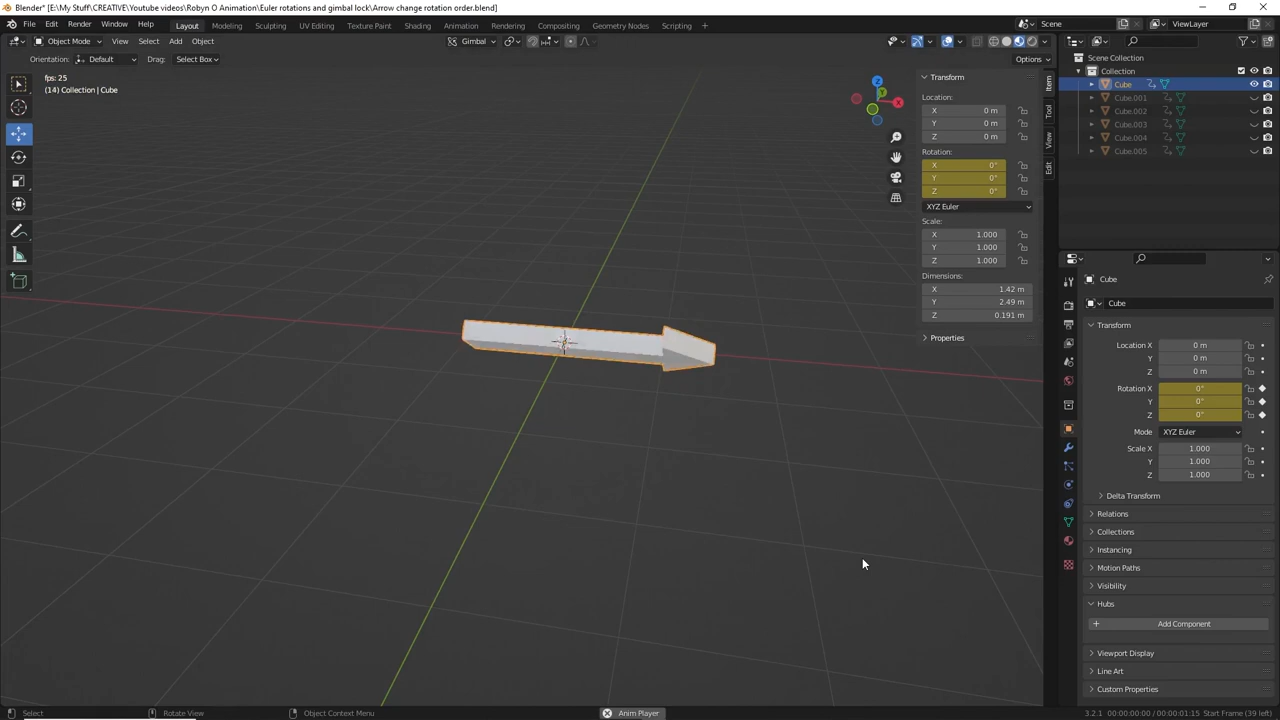 Blender* [E:\My Stuff\CREATIVE\Youtube videos\Robyn O Animation\Euler rotations and gimbal lock\Arrow change rotation order.blend]
File Edit Render Window Help Layout Modeling Sculpting UV Editing Texture Paint Shading Animation Rendering Compositing Geometry Nodes Scripting Scene ViewLayer
Object Mode View Select Add Object Gimbal
Orientation: Default Drag: Select Box Options
fps: 25
(14) Collection | Cube
Z
Y
X
Item
Tool
View
Edit
Transform
Location:
X 0 m
Y 0 m
Z 0 m
Rotation:
X 0°
Y 0°
Z 0°
XYZ Euler
Scale:
X 1.000
Y 1.000
Z 1.000
Dimensions:
X 1.42 m
Y 2.49 m
Z 0.191 m
Properties
Scene Collection
Collection
Cube
Cube.001
Cube.002
Cube.003
Cube.004
Cube.005
Cube
Cube
Transform
Location X 0 m
Y 0 m
Z 0 m
Rotation X 0°
Y 0°
Z 0°
Mode XYZ Euler
Scale X 1.000
Y 1.000
Z 1.000
Delta Transform
Relations
Collections
Instancing
Motion Paths
Visibility
Hubs
+ Add Component
Viewport Display
Line Art
Custom Properties
Select Rotate View Object Context Menu Anim Player 3.2.1 00:00:00:00 / 00:00:01:15 Start Frame (39 left)